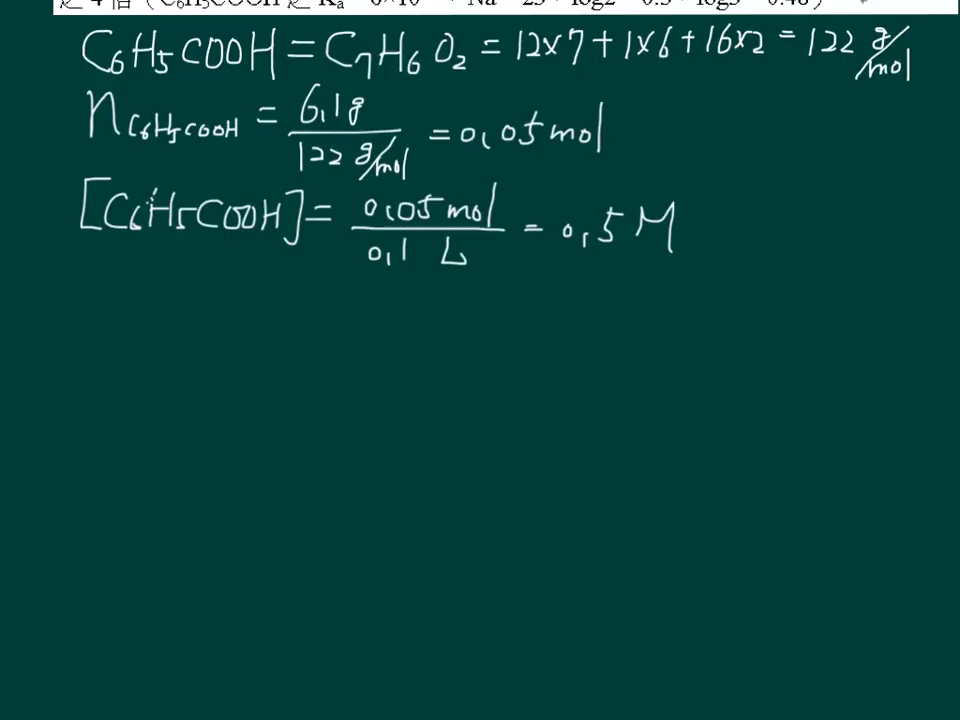 C₆H₅COOH = C₇H₆O₂ = 12×7 + 1×6 + 16×2 = 122 g/mol
n C₆H₅COOH = 6.1g / 122 g/mol = 0.05 mol
[C₆H₅COOH] = 0.05 mol / 0.1 L = 0.5 M